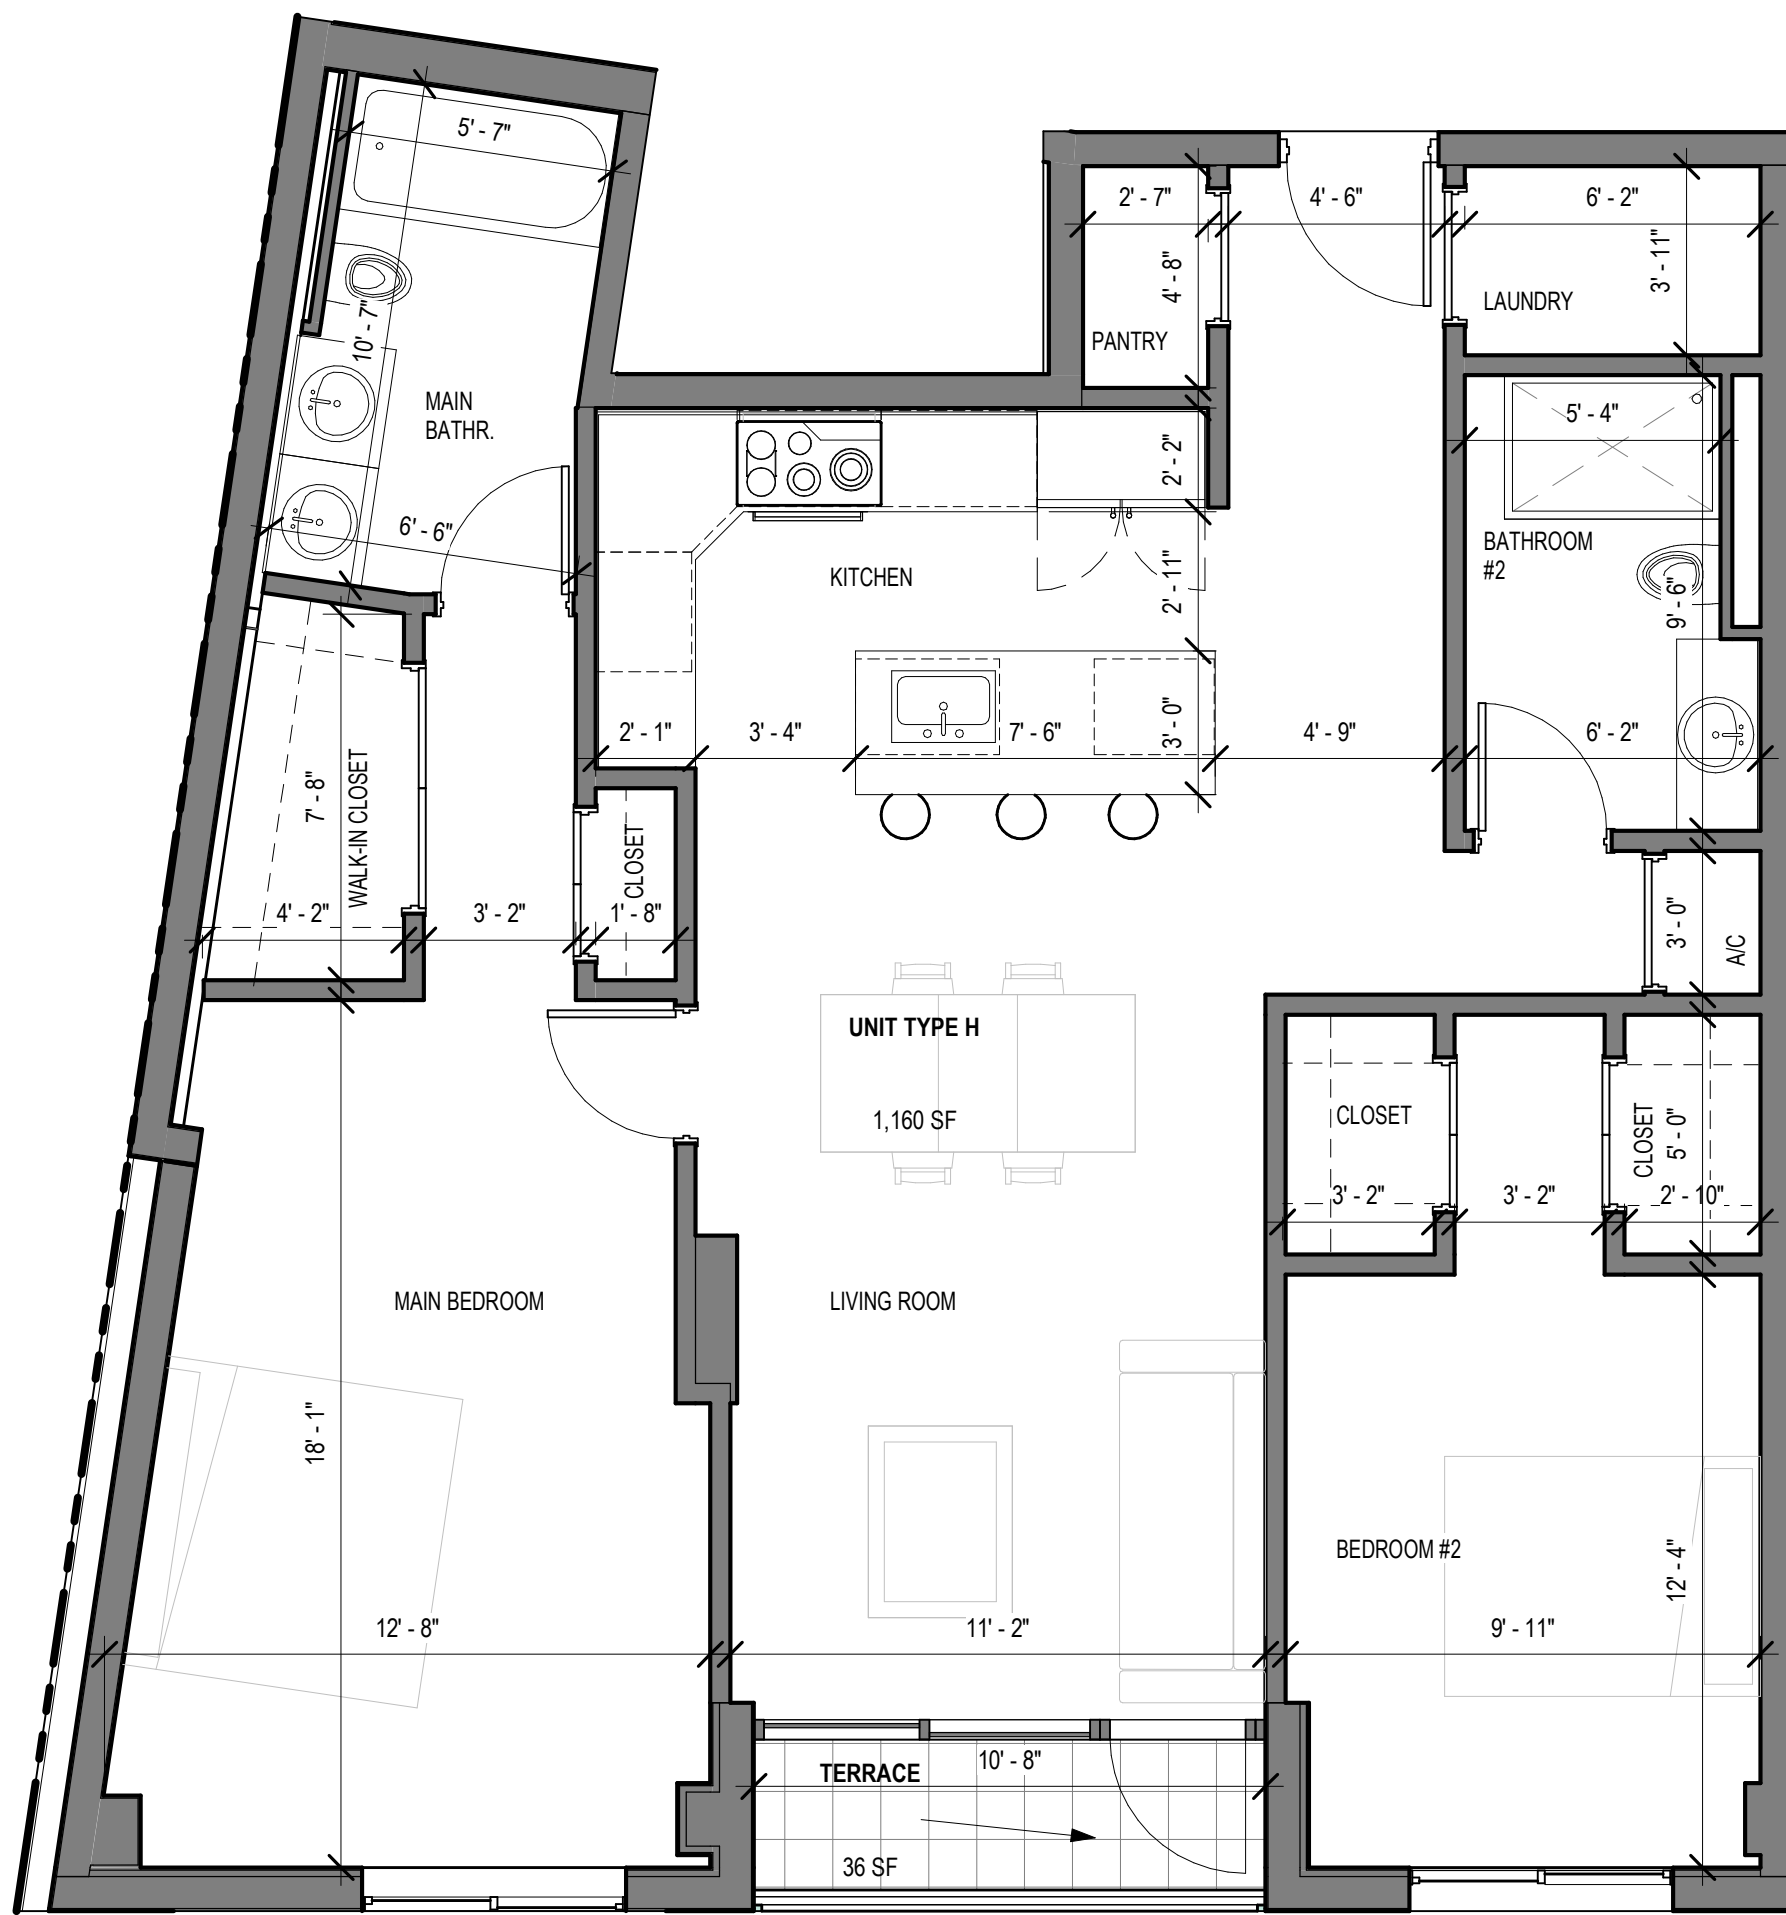 5' - 7"
2' - 7"
4' - 6"
6' - 2"
3' - 11"
4' - 8"
LAUNDRY
PANTRY
10' - 7"
MAIN
BATHR.
5' - 4"
2' - 2"
6' - 6"
BATHROOM
#2
KITCHEN
2' - 11"
9' - 6"
2' - 1"
3' - 4"
7' - 6"
3' - 0"
4' - 9"
6' - 2"
7' - 8"
WALK-IN CLOSET
CLOSET
4' - 2"
3' - 2"
1' - 8"
3' - 0"
A/C
UNIT TYPE H
1,160 SF
CLOSET
CLOSET
5' - 0"
3' - 2"
3' - 2"
2' - 10"
MAIN BEDROOM
LIVING ROOM
18' - 1"
BEDROOM #2
12' - 4"
12' - 8"
11' - 2"
9' - 11"
TERRACE
10' - 8"
36 SF